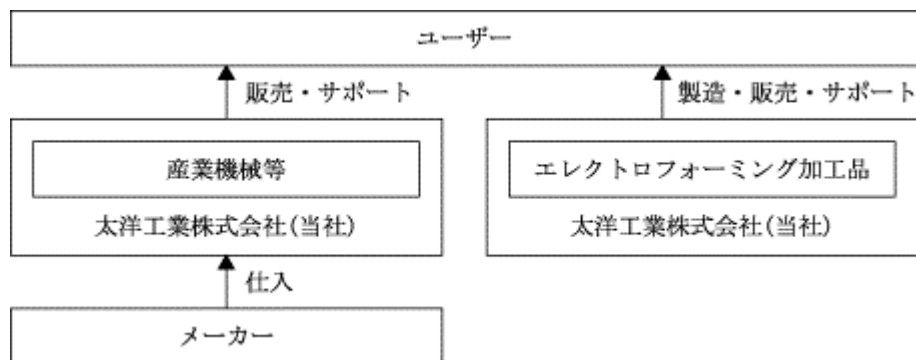 ユーザー
販売・サポート
製造・販売・サポート
産業機械等
エレクトロフォーミング加工品
太洋工業株式会社(当社)
太洋工業株式会社(当社)
仕入
メーカー